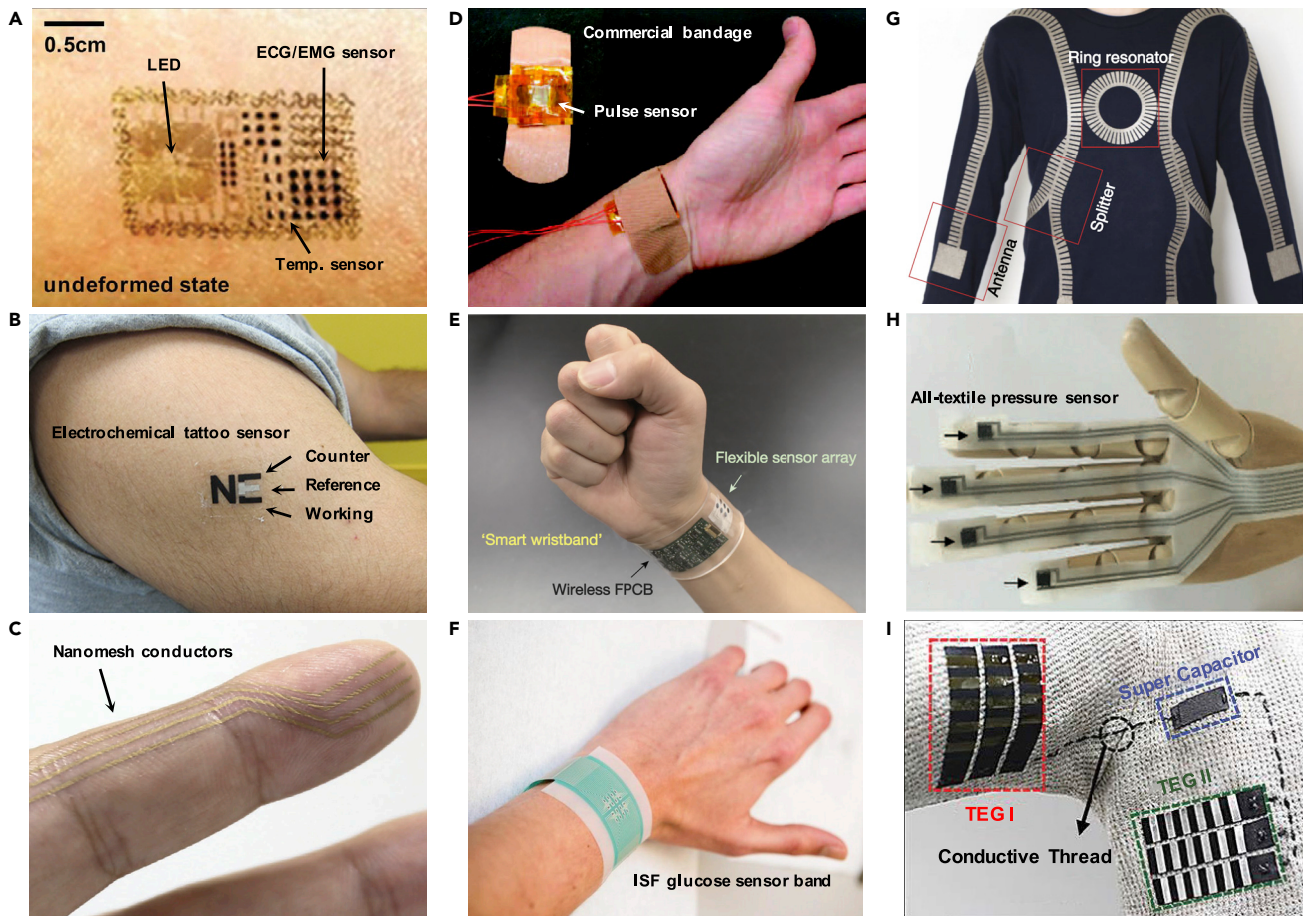 A
0.5cm
LED
ECG/EMG sensor
Temp. sensor
undeformed state
B
Electrochemical tattoo sensor
NE
Counter
Reference
Working
C
Nanomesh conductors
D
Commercial bandage
Pulse sensor
E
Flexible sensor array
'Smart wristband'
Wireless FPCB
F
ISF glucose sensor band
G
Ring resonator
Splitter
Antenna
H
All-textile pressure sensor
I
Super Capacitor
TEG I
TEG II
Conductive Thread